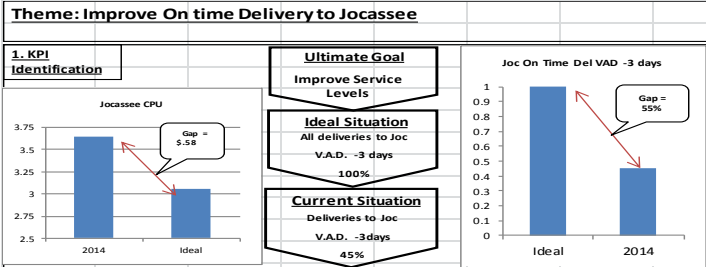 Theme: Improve On time Delivery to Jocassee
1. KPI
Identification
Jocassee CPU
3.75
3.5
3.25
3
2.75
2.5
2014
Ideal
Gap =
$.58
Ultimate Goal
Improve Service
Levels
Ideal Situation
All deliveries to Joc
V.A.D. -3 days
100%
Current Situation
Deliveries to Joc
V.A.D. -3days
45%
Joc On Time Del VAD -3 days
1
0.9
0.8
0.7
0.6
0.5
0.4
0.3
0.2
0.1
0
Ideal
2014
Gap =
55%